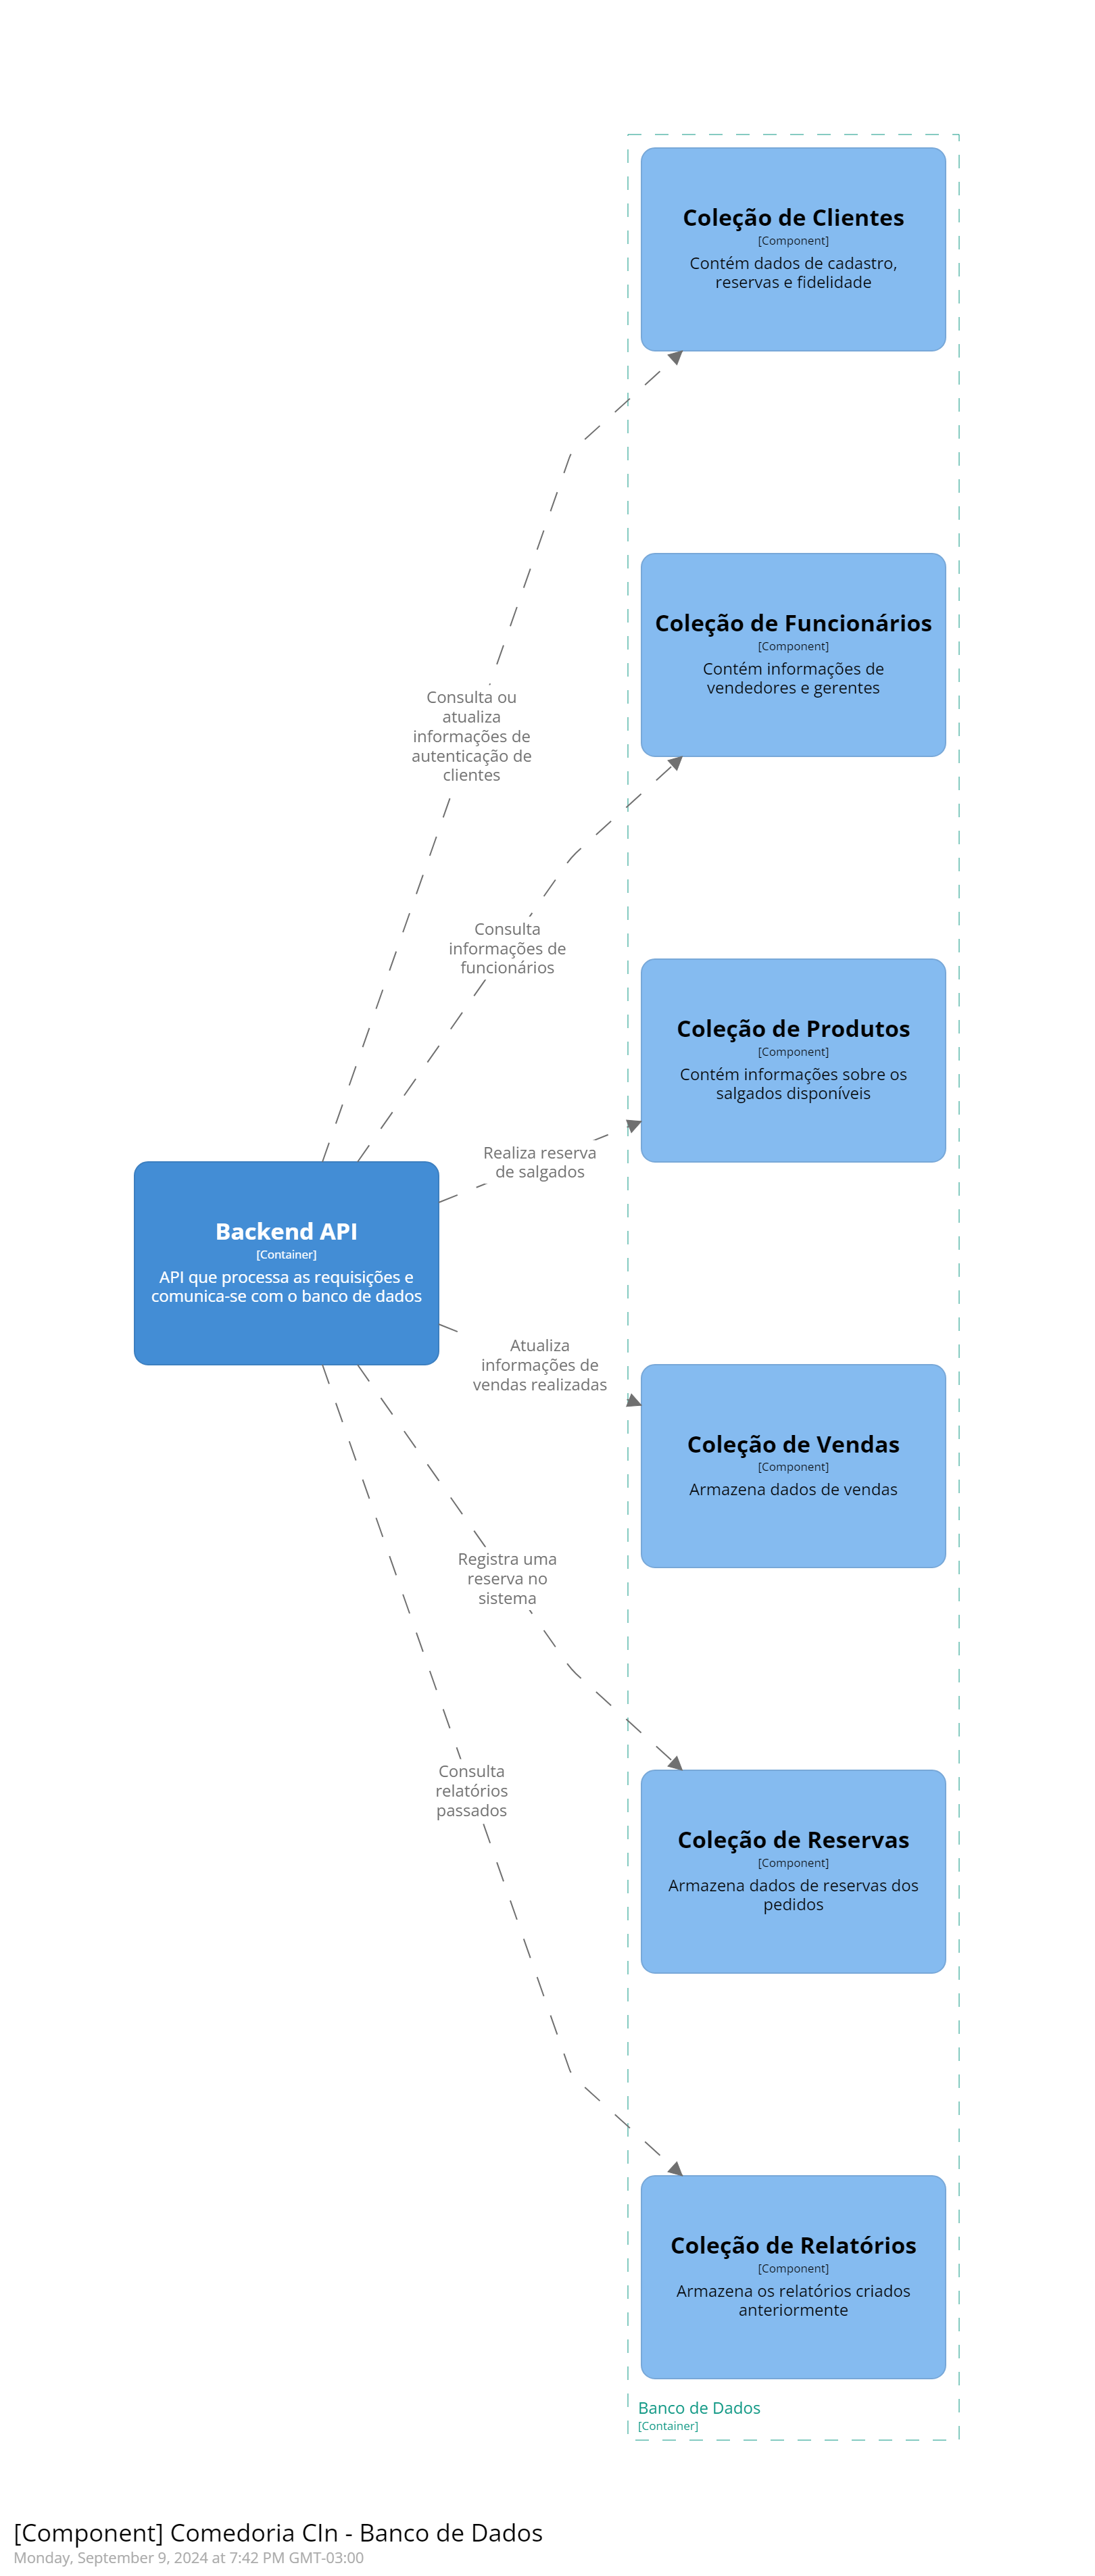 Coleção de Clientes
[Component]
Contém dados de cadastro,
reservas e fidelidade
Coleção de Funcionários
[Component]
Contém informações de
vendedores e gerentes
Consulta ou
atualiza
informações de
autenticação de
clientes
Consulta
informações de
funcionários
Coleção de Produtos
[Component]
Contém informações sobre os
salgados disponíveis
Realiza reserva
de salgados
Backend API
[Container]
API que processa as requisições e
comunica-se com o banco de dados
Atualiza
informações de
vendas realizadas
Coleção de Vendas
[Component]
Armazena dados de vendas
Registra uma
reserva no
sistema
Consulta
relatórios
passados
Coleção de Reservas
[Component]
Armazena dados de reservas dos
pedidos
Coleção de Relatórios
[Component]
Armazena os relatórios criados
anteriormente
Banco de Dados
[Container]
[Component] Comedoria CIn - Banco de Dados
Monday, September 9, 2024 at 7:42 PM GMT-03:00